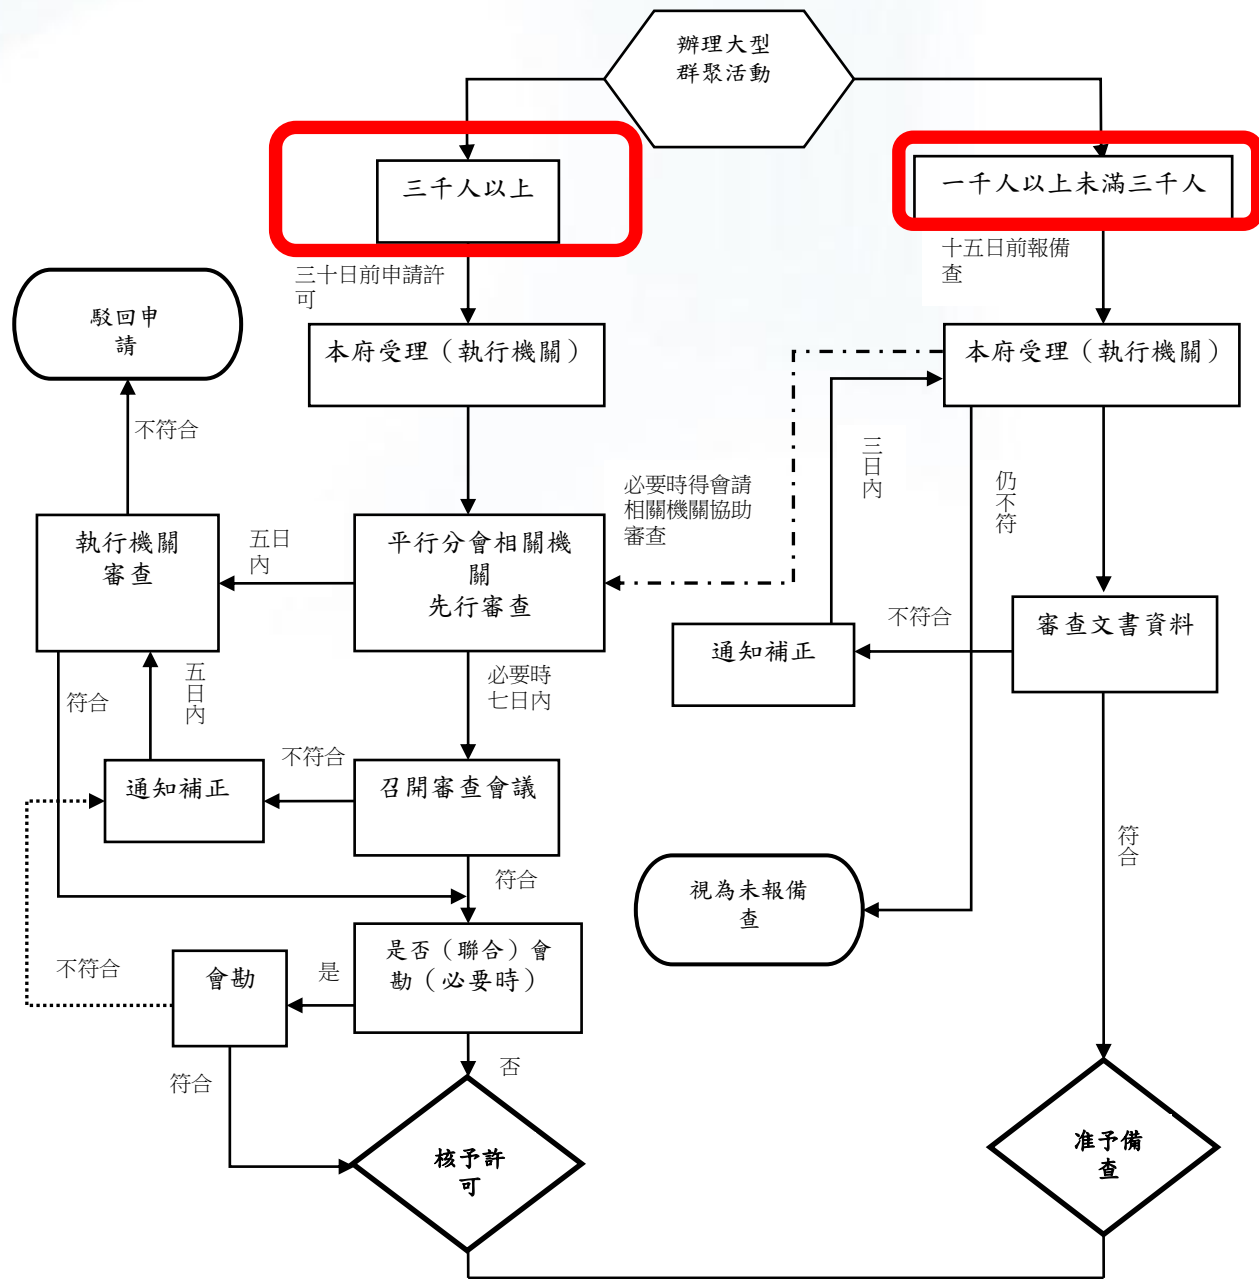 辦理大型
群聚活動
三千人以上
一千人以上未滿三千人
三十日前申請許
可
十五日前報備
查
駁回申
請
本府受理（執行機關）
本府受理（執行機關）
不符合
三
日
內
仍
不
符
必要時得會請
相關機關協助
審查
執行機關
審查
五日
內
平行分會相關機
關
先行審查
不符合
審查文書資料
通知補正
符合
五
日
內
必要時
七日內
不符合
通知補正
召開審查會議
符
合
符合
視為未報備
查
是否（聯合）會
勘（必要時）
不符合
會勘
是
符合
否
核予許
可
准予備
查